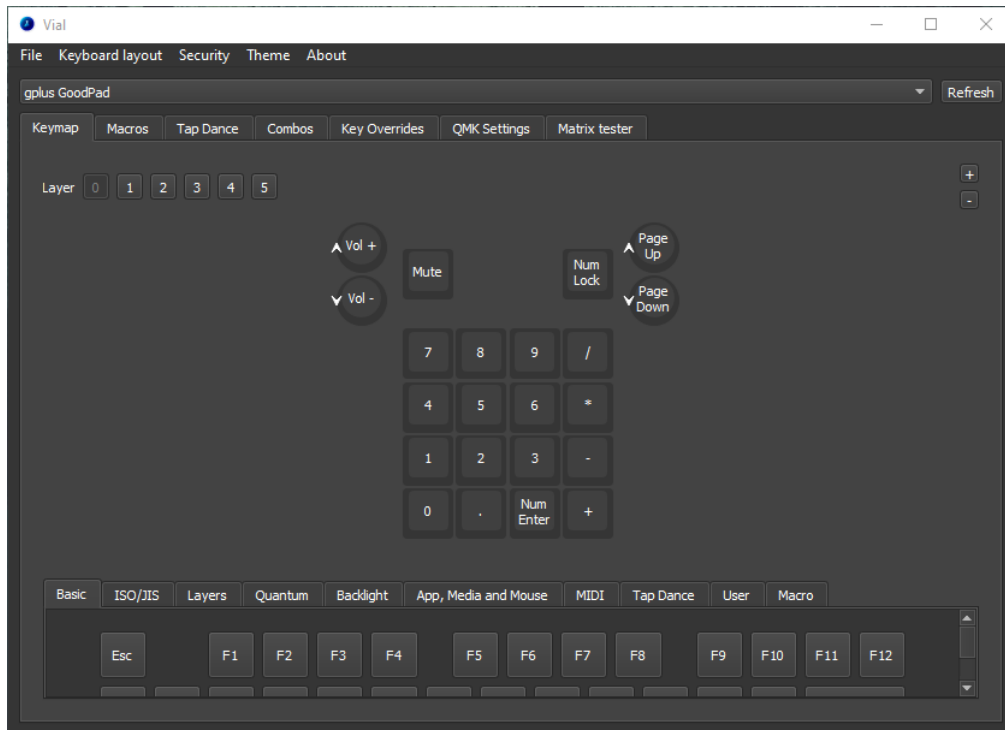 Vial
File Keyboard layout Security Theme About
gplus GoodPad Refresh
Keymap Macros Tap Dance Combos Key Overrides QMK Settings Matrix tester
Layer 0 1 2 3 4 5
+
-
Vol + Mute Num Lock Page Up
Vol - Page Down
7 8 9 /
4 5 6 *
1 2 3 -
0 . Num Enter +
Basic ISO/JIS Layers Quantum Backlight App, Media and Mouse MIDI Tap Dance User Macro
Esc F1 F2 F3 F4 F5 F6 F7 F8 F9 F10 F11 F12